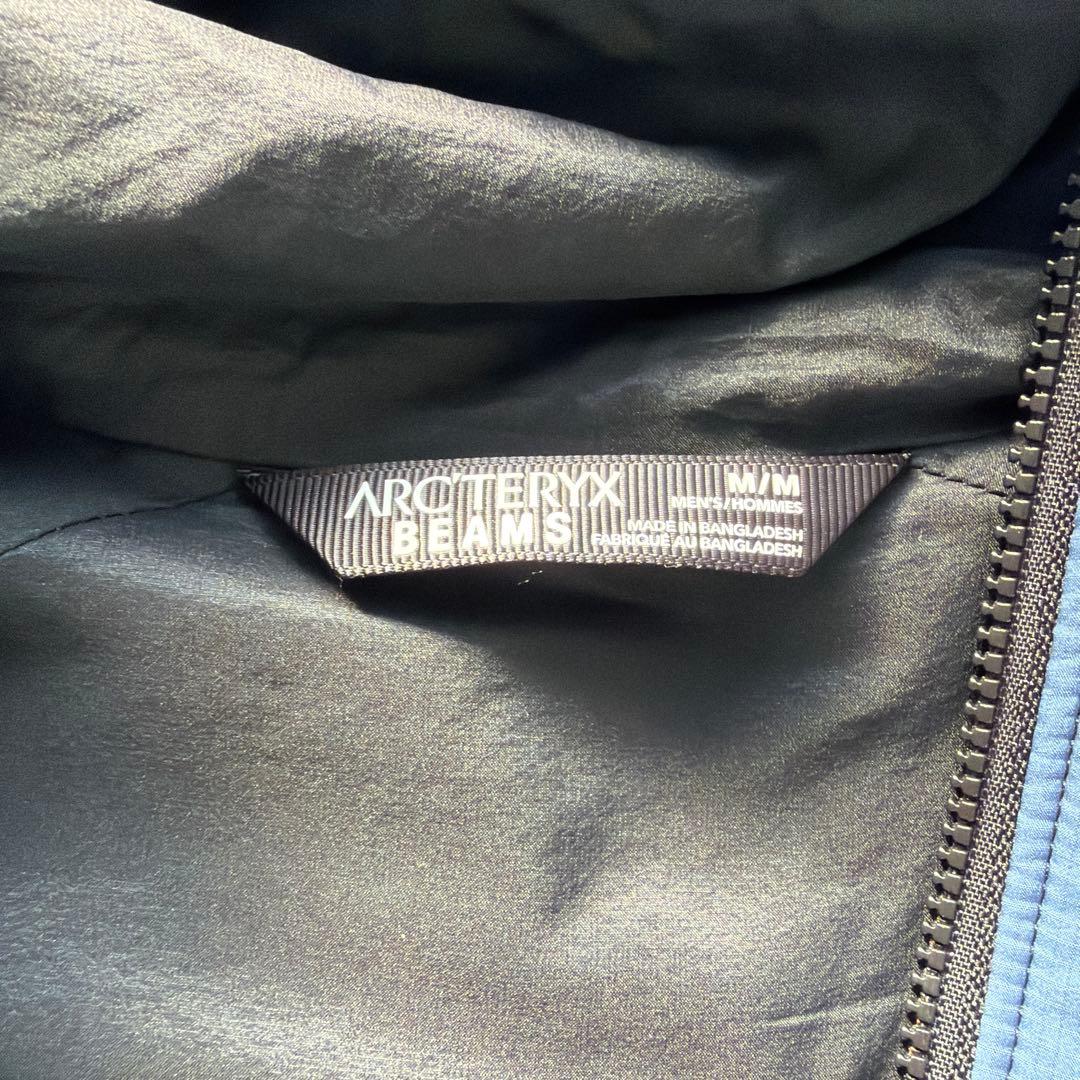 ARC'TERYX
BEAMS
M/M
MEN'S/HOMMES
MADE IN BANGLADESH
FABRIQUÉ AU BANGLADESH